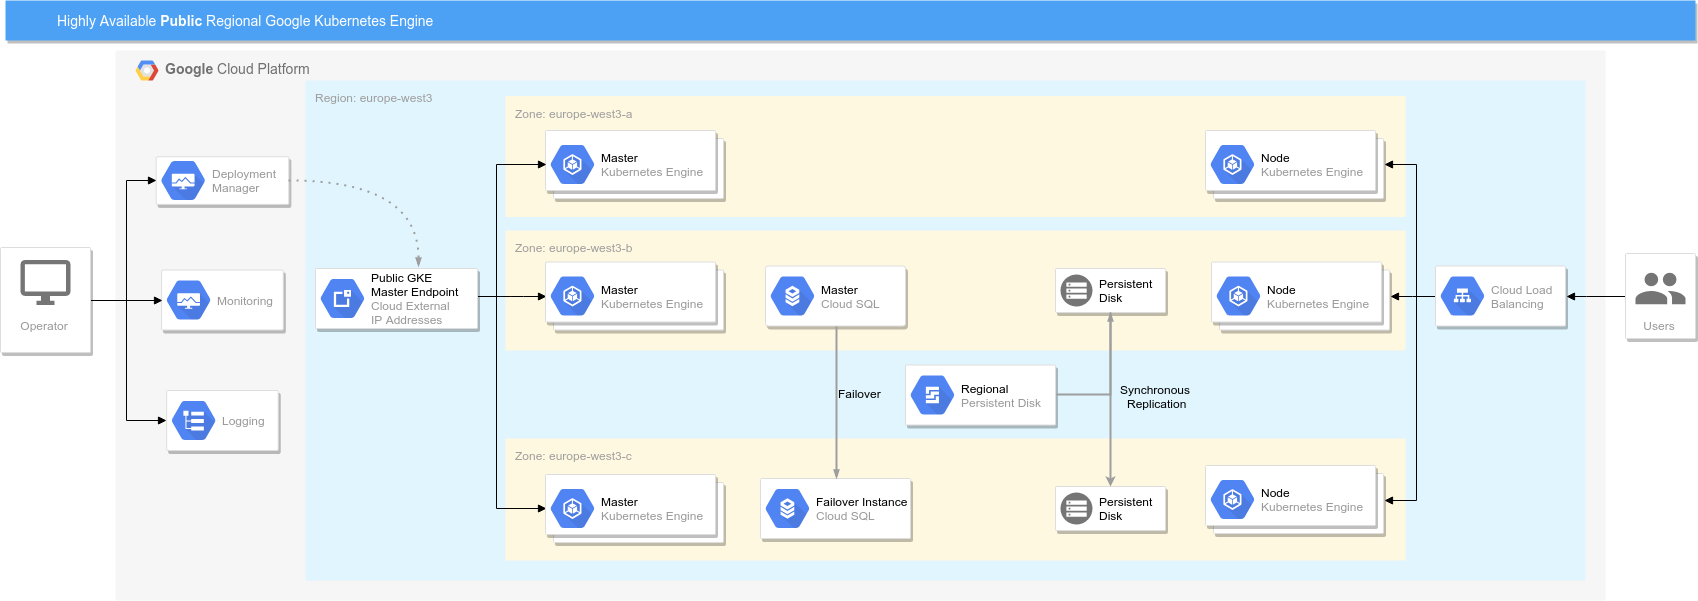 Highly Available Public Regional Google Kubernetes Engine
Google Cloud Platform
Region: europe-west3
Zone: europe-west3-a
Master
Kubernetes Engine
Node
Kubernetes Engine
Deployment
Manager
Zone: europe-west3-b
Operator
Monitoring
Public GKE
Master Endpoint
Cloud External
IP Addresses
Master
Kubernetes Engine
Master
Cloud SQL
Persistent
Disk
Node
Kubernetes Engine
Cloud Load
Balancing
Users
Failover
Regional
Persistent Disk
Synchronous
Replication
Logging
Zone: europe-west3-c
Master
Kubernetes Engine
Failover Instance
Cloud SQL
Persistent
Disk
Node
Kubernetes Engine